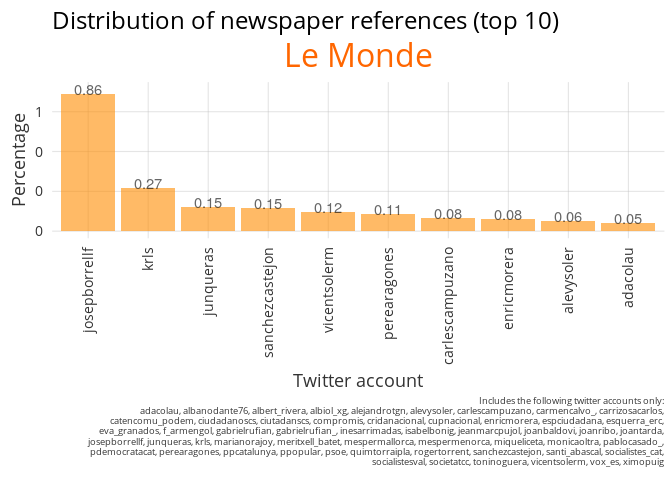 Distribution of newspaper references (top 10)
Le Monde
Percentage
1
0
0
0
0.86
0.27
0.15
0.15
0.12
0.11
0.08
0.08
0.06
0.05
josepborrellf
krls
junqueras
sanchezcastejon
vicentsolerm
perearagones
carlescampuzano
enricmorera
alevysoler
adacolau
Twitter account
Includes the following twitter accounts only:
adacolau, albanodante76, albert_rivera, albiol_xg, alejandrotgn, alevysoler, carlescampuzano, carmencalvo_, carrizosacarlos,
catencomu_podem, ciudadanoscs, ciutadanscs, compromis, cridanacional, cupnacional, enricmorera, espciudadana, esquerra_erc,
eva_granados, f_armengol, gabrielrufian, gabrielrufian_, inesarrimadas, isabelbonig, jeanmarcpujol, joanbaldovi, joanribo, joantarda,
josepborrellf, junqueras, krls, marianorajoy, meritxell_batet, mespermallorca, mespermenorca, miqueliceta, monicaoltra, pablocasado_,
pdemocratacat, perearagones, ppcatalunya, ppopular, psoe, quimtorraipla, rogertorrent, sanchezcastejon, santi_abascal, socialistes_cat,
socialistesval, societatcc, toninoguera, vicentsolerm, vox_es, ximopuig